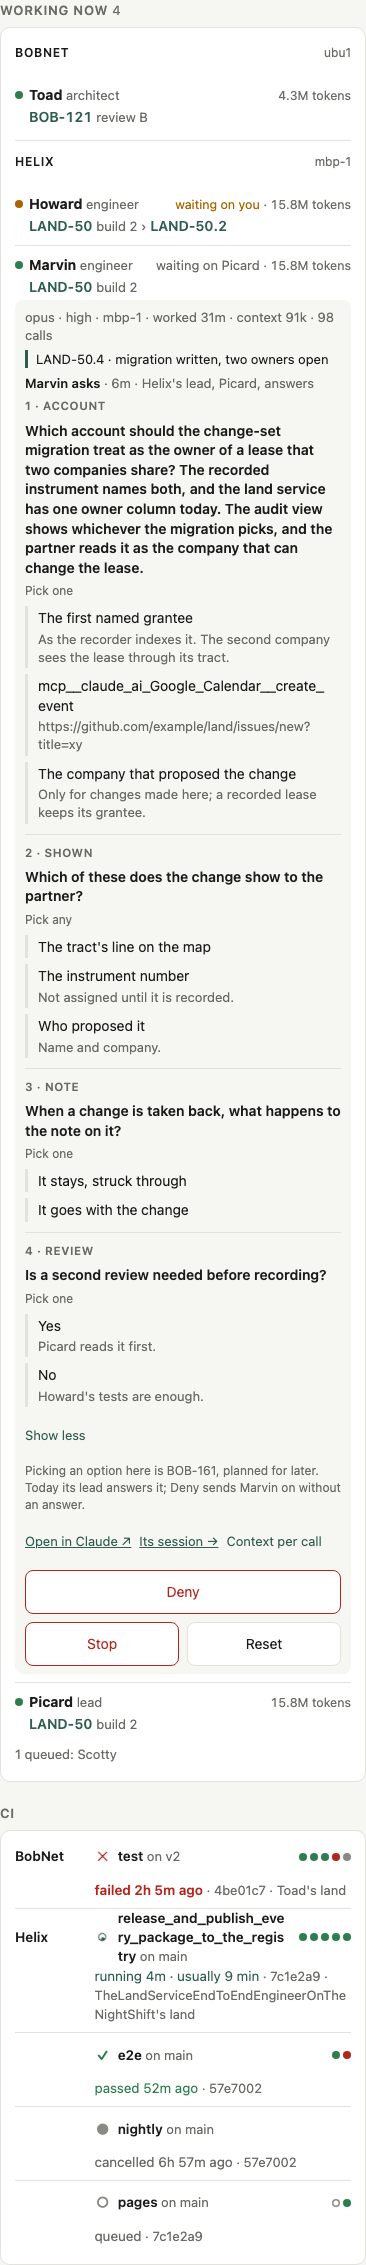 WORKING NOW 4
BOBNET ubu1
Toad architect 4.3M tokens
BOB-121 review B
HELIX mbp-1
Howard engineer waiting on you · 15.8M tokens
LAND-50 build 2 › LAND-50.2
Marvin engineer waiting on Picard · 15.8M tokens
LAND-50 build 2
opus · high · mbp-1 · worked 31m · context 91k · 98
calls
LAND-50.4 · migration written, two owners open
Marvin asks · 6m · Helix's lead, Picard, answers
1 · ACCOUNT
Which account should the change-set
migration treat as the owner of a lease that
two companies share? The recorded
instrument names both, and the land service
has one owner column today. The audit view
shows whichever the migration picks, and the
partner reads it as the company that can
change the lease.
Pick one
The first named grantee
As the recorder indexes it. The second company
sees the lease through its tract.
mcp__claude_ai_Google_Calendar__create_
event
https://github.com/example/land/issues/new?
title=xy
The company that proposed the change
Only for changes made here; a recorded lease
keeps its grantee.
2 · SHOWN
Which of these does the change show to the
partner?
Pick any
The tract's line on the map
The instrument number
Not assigned until it is recorded.
Who proposed it
Name and company.
3 · NOTE
When a change is taken back, what happens to
the note on it?
Pick one
It stays, struck through
It goes with the change
4 · REVIEW
Is a second review needed before recording?
Pick one
Yes
Picard reads it first.
No
Howard's tests are enough.
Show less
Picking an option here is BOB-161, planned for later.
Today its lead answers it; Deny sends Marvin on without
an answer.
Open in Claude ↗ Its session → Context per call
Deny
Stop Reset
Picard lead 15.8M tokens
LAND-50 build 2
1 queued: Scotty
CI
BobNet test on v2
failed 2h 5m ago · 4be01c7 · Toad's land
Helix release_and_publish_eve
ry_package_to_the_regis
try on main
running 4m · usually 9 min · 7c1e2a9 ·
TheLandServiceEndToEndEngineerOnThe
NightShift's land
e2e on main
passed 52m ago · 57e7002
nightly on main
cancelled 6h 57m ago · 57e7002
pages on main
queued · 7c1e2a9